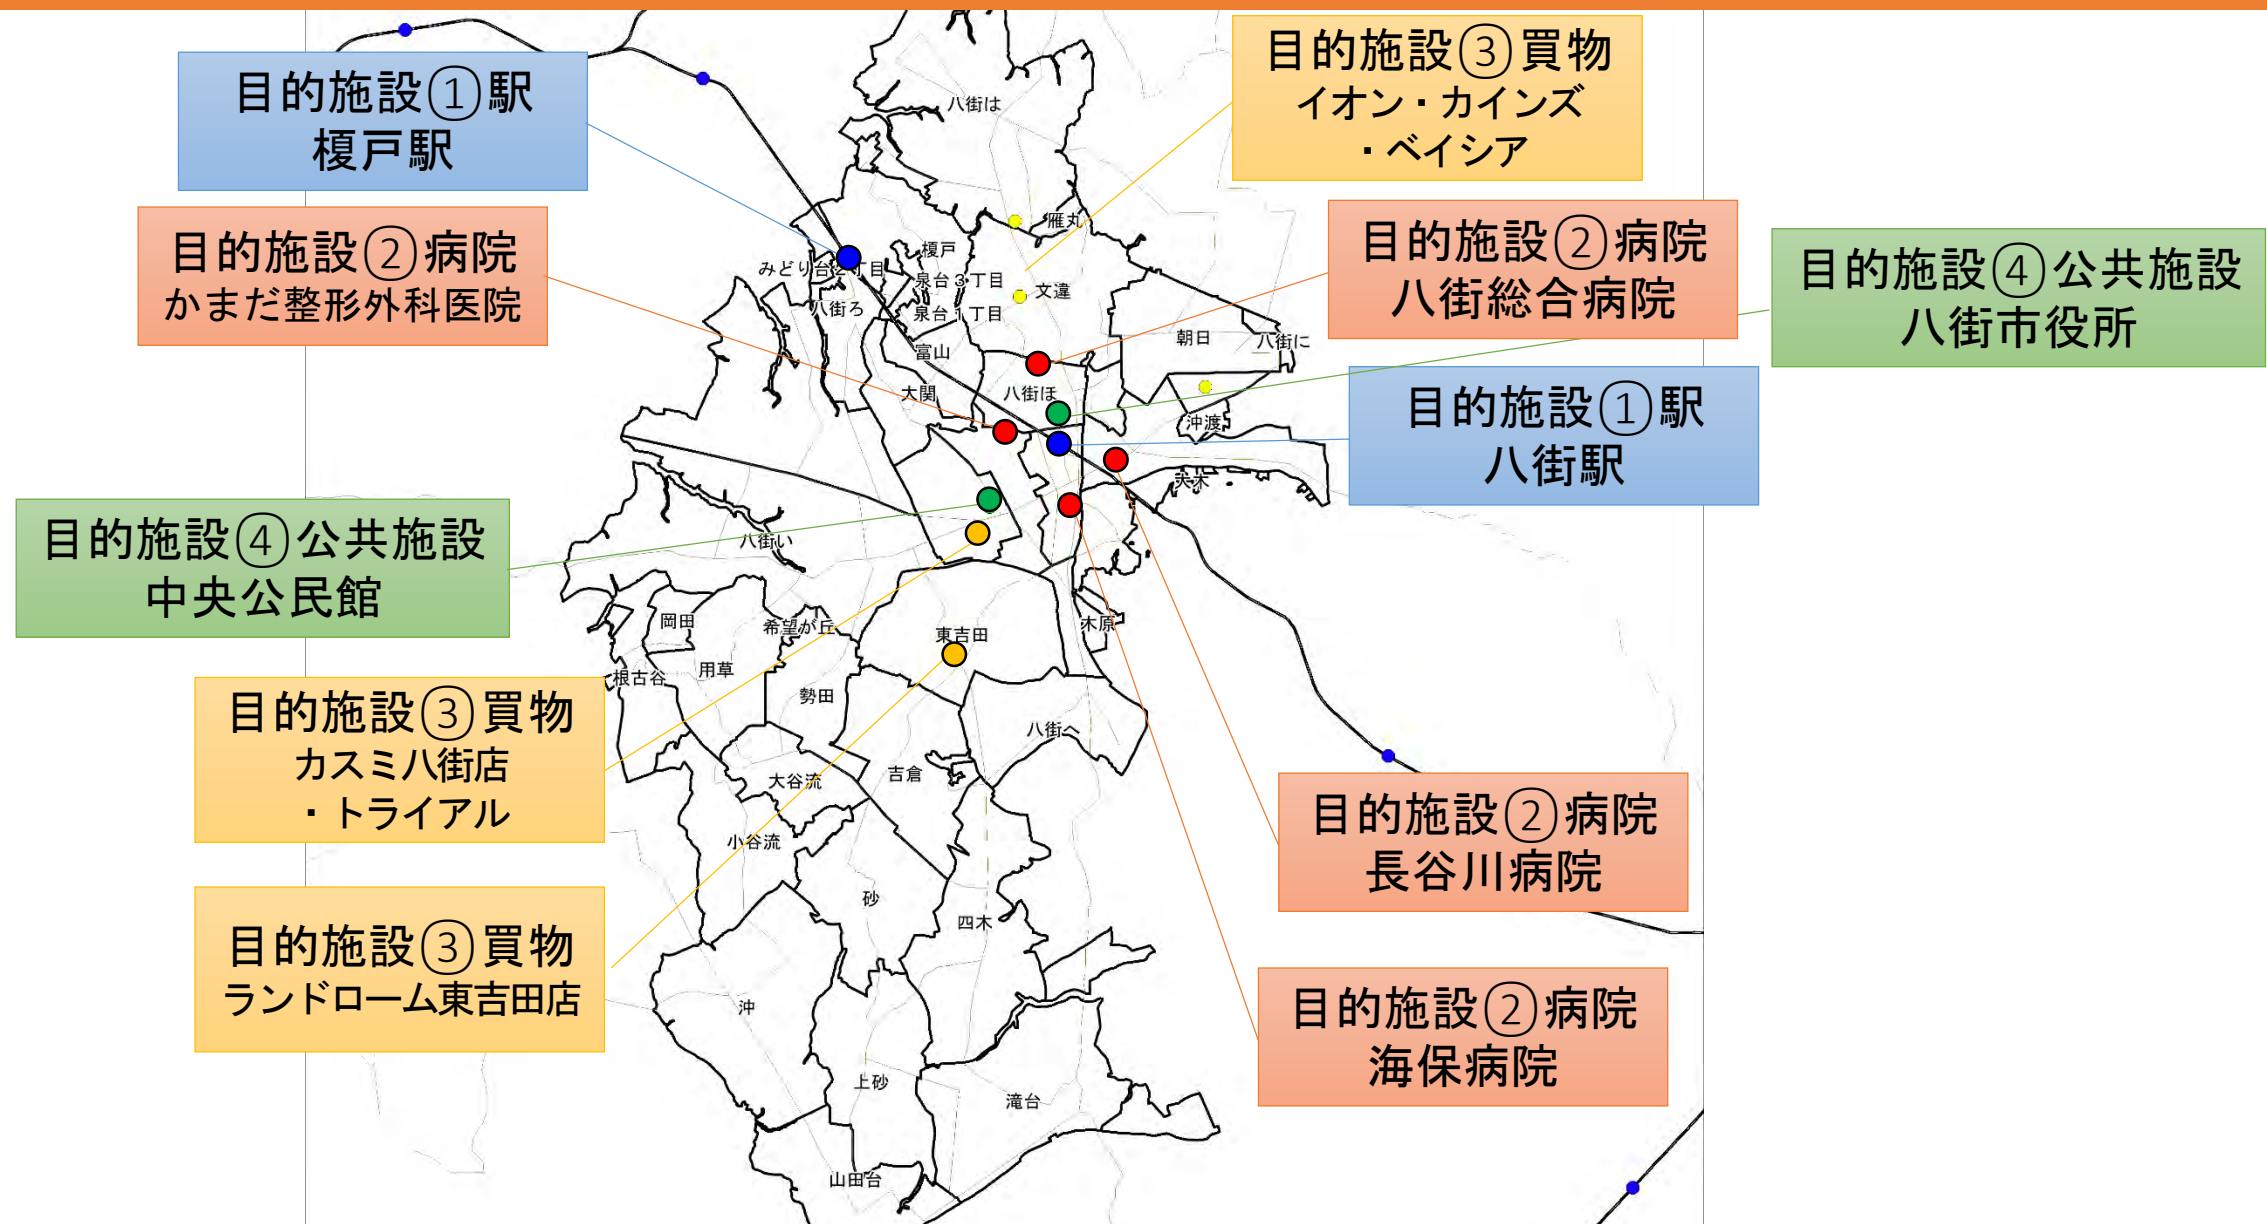 目的施設①駅
榎戸駅
目的施設③買物
イオン・カインズ
・ベイシア
目的施設②病院
かまだ整形外科医院
目的施設②病院
八街総合病院
目的施設④公共施設
八街市役所
目的施設①駅
八街駅
目的施設④公共施設
中央公民館
目的施設③買物
カスミ八街店
・トライアル
目的施設③買物
ランドローム東吉田店
目的施設②病院
長谷川病院
目的施設②病院
海保病院
八街は
雁丸
榎戸
みどり台2丁目
泉台3丁目
文違
八街ろ
泉台1丁目
富山
朝日
八街に
大関
八街ほ
沖渡
大木
八街い
岡田
希望が丘
東吉田
木原
根古谷
用草
勢田
八街へ
大谷流
吉倉
小谷流
砂
四木
沖
上砂
滝台
山田台